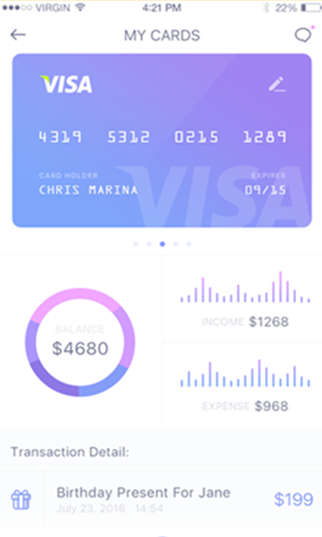 VIRGIN 4:21 PM 22%
MY CARDS
VISA
4319 5312 0215 1289
CARD HOLDER EXPIRES
CHRIS MARINA 09/15
VISA
BALANCE
$4680
INCOME $1268
EXPENSE $968
Transaction Detail:
Birthday Present For Jane
$199
July 23, 2016 14:54